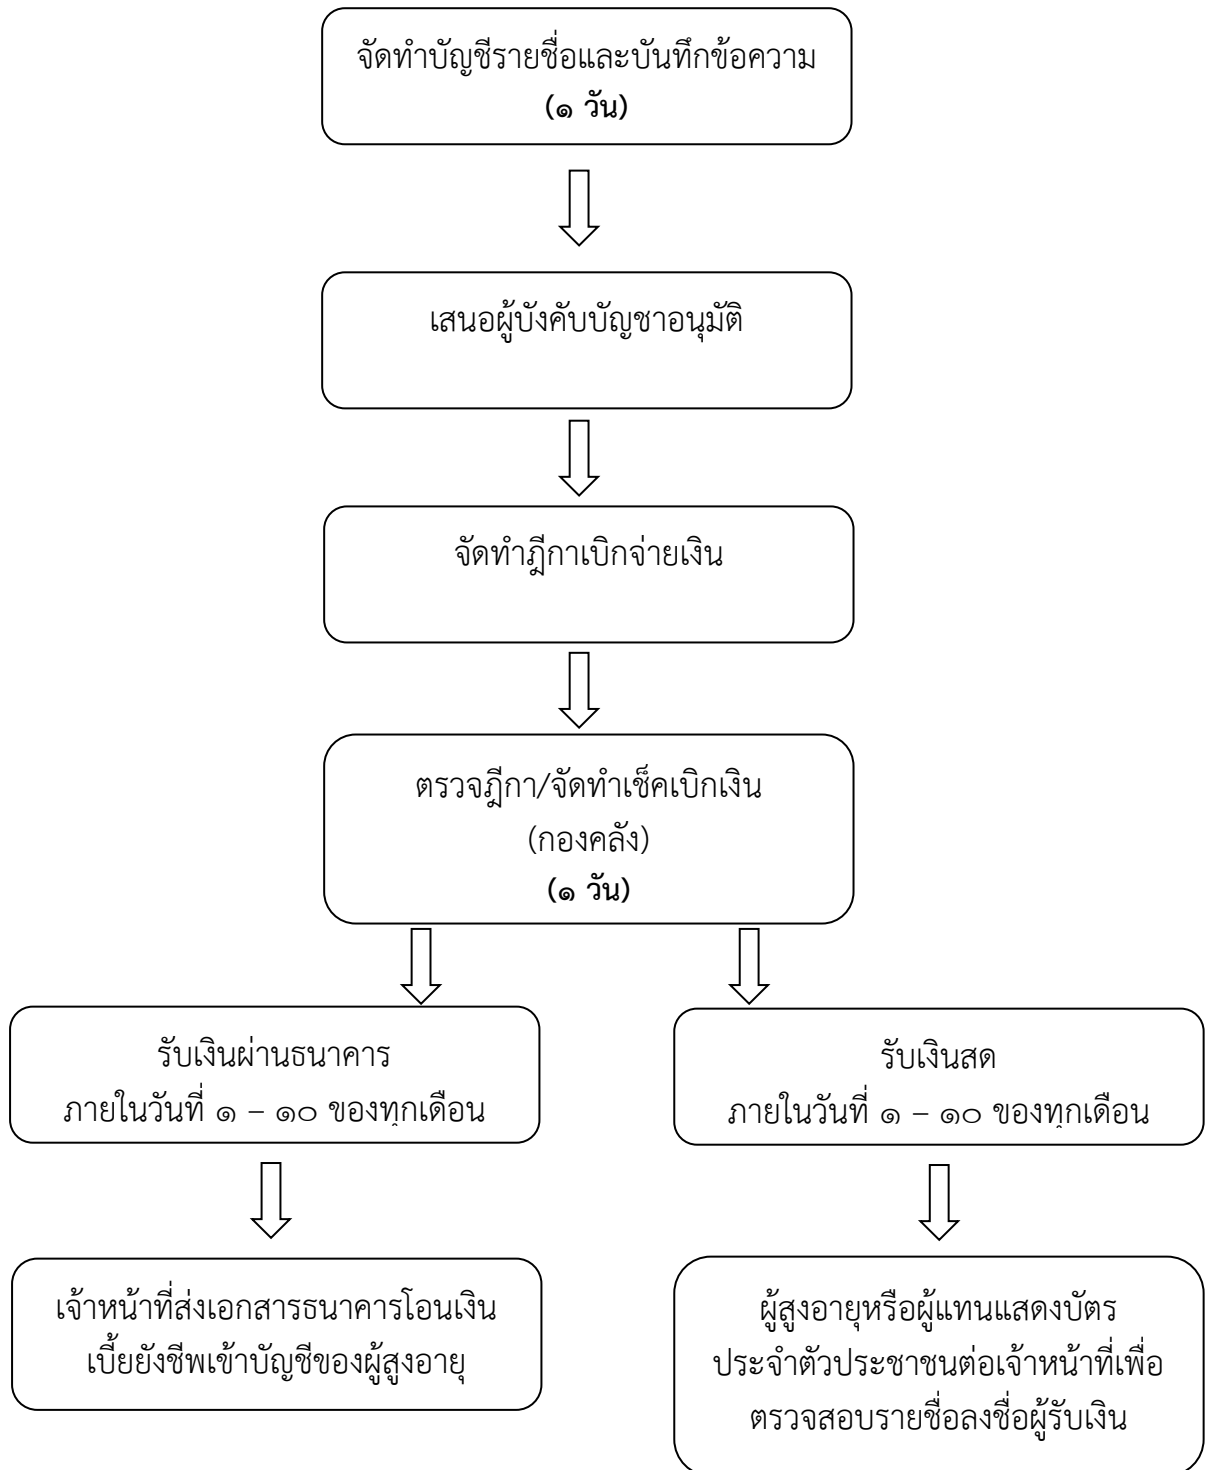 จัดทำบัญชีรายชื่อและบันทึกข้อความ
(๑ วัน)
เสนอผู้บังคับบัญชาอนุมัติ
จัดทำฎีกาเบิกจ่ายเงิน
ตรวจฎีกา/จัดทำเช็คเบิกเงิน
(กองคลัง)
(๑ วัน)
รับเงินผ่านธนาคาร
ภายในวันที่ ๑ – ๑๐ ของทุกเดือน
รับเงินสด
ภายในวันที่ ๑ – ๑๐ ของทุกเดือน
เจ้าหน้าที่ส่งเอกสารธนาคารโอนเงิน
เบี้ยยังชีพเข้าบัญชีของผู้สูงอายุ
ผู้สูงอายุหรือผู้แทนแสดงบัตร
ประจำตัวประชาชนต่อเจ้าหน้าที่เพื่อ
ตรวจสอบรายชื่อลงชื่อผู้รับเงิน